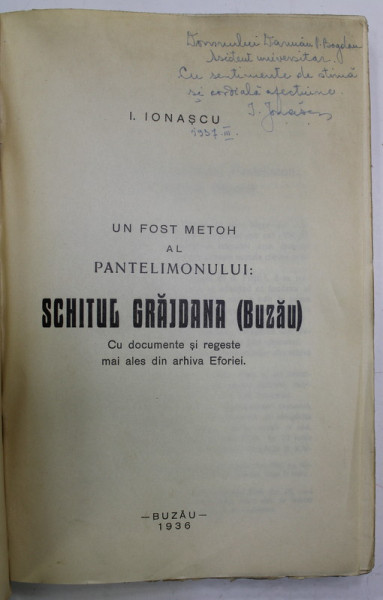 Domnului Damian P. Bogdan
Asistent universitar
Cu sentimente de stimă
și cordială afecțiune
I. Ionașcu
I. IONAȘCU
1937.III.
UN FOST METOH
AL
PANTELIMONULUI:
SCHITUL GRĂJDANA (BUZĂU)
Cu documente și regeste
mai ales din arhiva Eforiei.
—BUZĂU—
1936